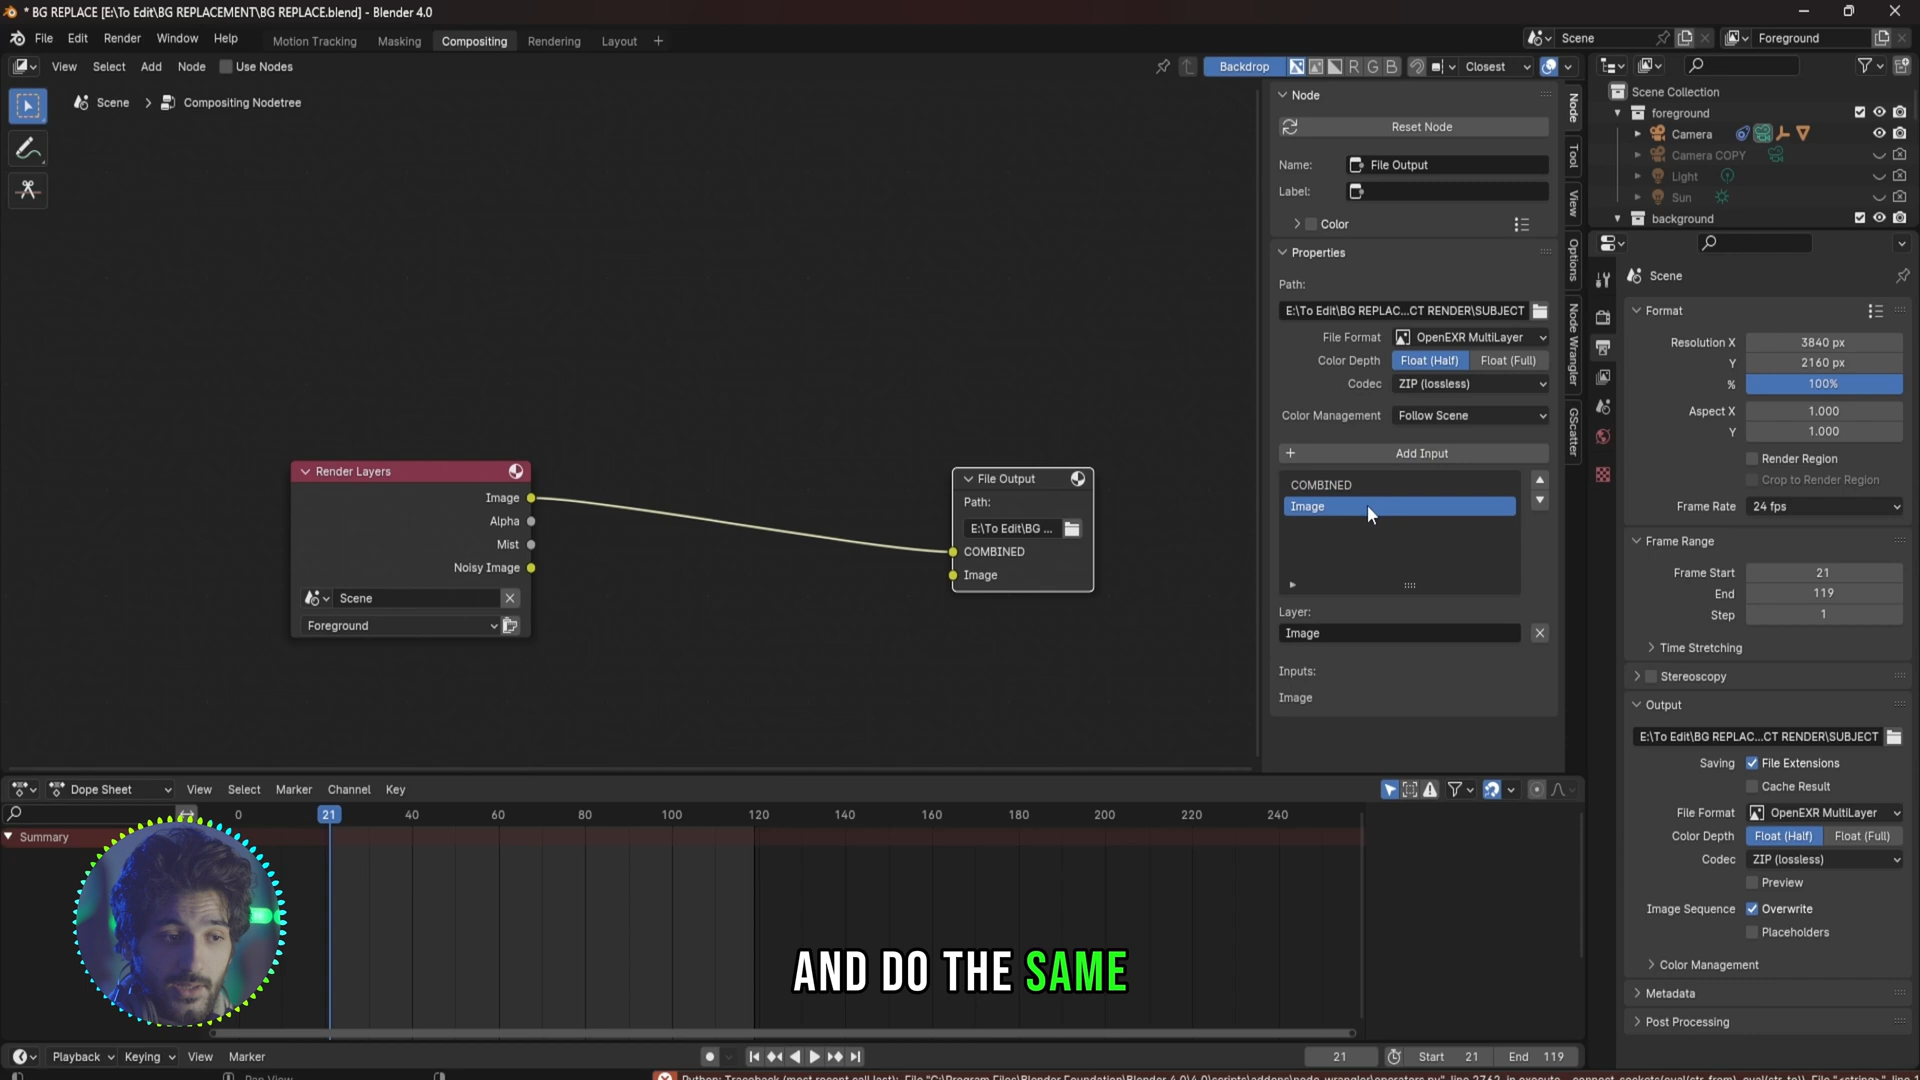 * BG REPLACE [E:\To Edit\BG REPLACEMENT\BG REPLACE.blend] - Blender 4.0
File Edit Render Window Help Motion Tracking Masking Compositing Rendering Layout + Scene Foreground
View Select Add Node Use Nodes Backdrop R G B Closest
Scene > Compositing Nodetree
Render Layers
Image
Alpha
Mist
Noisy Image
Scene
Foreground
File Output
Path:
E:\To Edit\BG ...
COMBINED
Image
Node
Reset Node
Name: File Output
Label:
Color
Properties
Path:
E:\To Edit\BG REPLAC...CT RENDER\SUBJECT
File Format OpenEXR MultiLayer
Color Depth Float (Half) Float (Full)
Codec ZIP (lossless)
Color Management Follow Scene
+ Add Input
COMBINED
Image
Layer:
Image
Inputs:
Image
Node
Tool
View
Options
Node Wrangler
GScatter
Scene Collection
foreground
Camera
Camera COPY
Light
Sun
background
Scene
Format
Resolution X 3840 px
Y 2160 px
% 100%
Aspect X 1.000
Y 1.000
Render Region
Crop to Render Region
Frame Rate 24 fps
Frame Range
Frame Start 21
End 119
Step 1
Time Stretching
Stereoscopy
Output
E:\To Edit\BG REPLAC...CT RENDER\SUBJECT
Saving File Extensions
Cache Result
File Format OpenEXR MultiLayer
Color Depth Float (Half) Float (Full)
Codec ZIP (lossless)
Preview
Image Sequence Overwrite
Placeholders
Color Management
Metadata
Post Processing
Dope Sheet View Select Marker Channel Key
0 21 40 60 80 100 120 140 160 180 200 220 240
Summary
AND DO THE SAME
Playback Keying View Marker 21 Start 21 End 119
Pan View